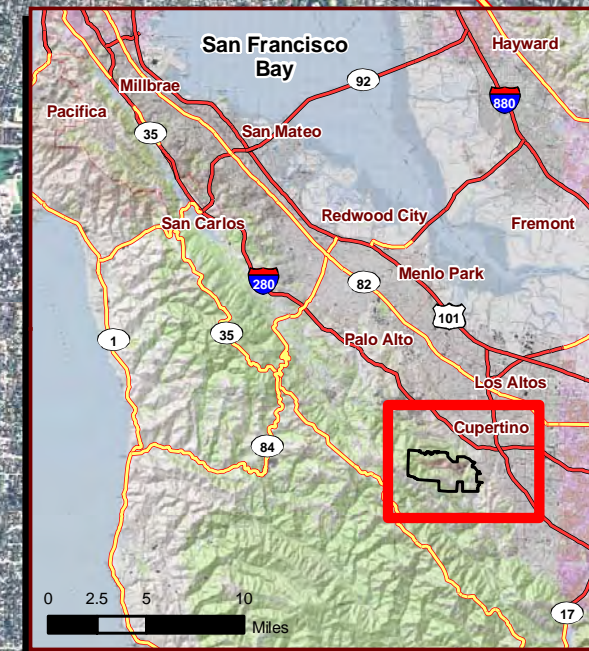 San Francisco
Bay
Hayward
92
Millbrae
880
Pacifica
35
San Mateo
San Carlos
Redwood City
Fremont
Menlo Park
280
82
101
1
35
Palo Alto
Los Altos
Cupertino
84
0 2.5 5 10
Miles
17